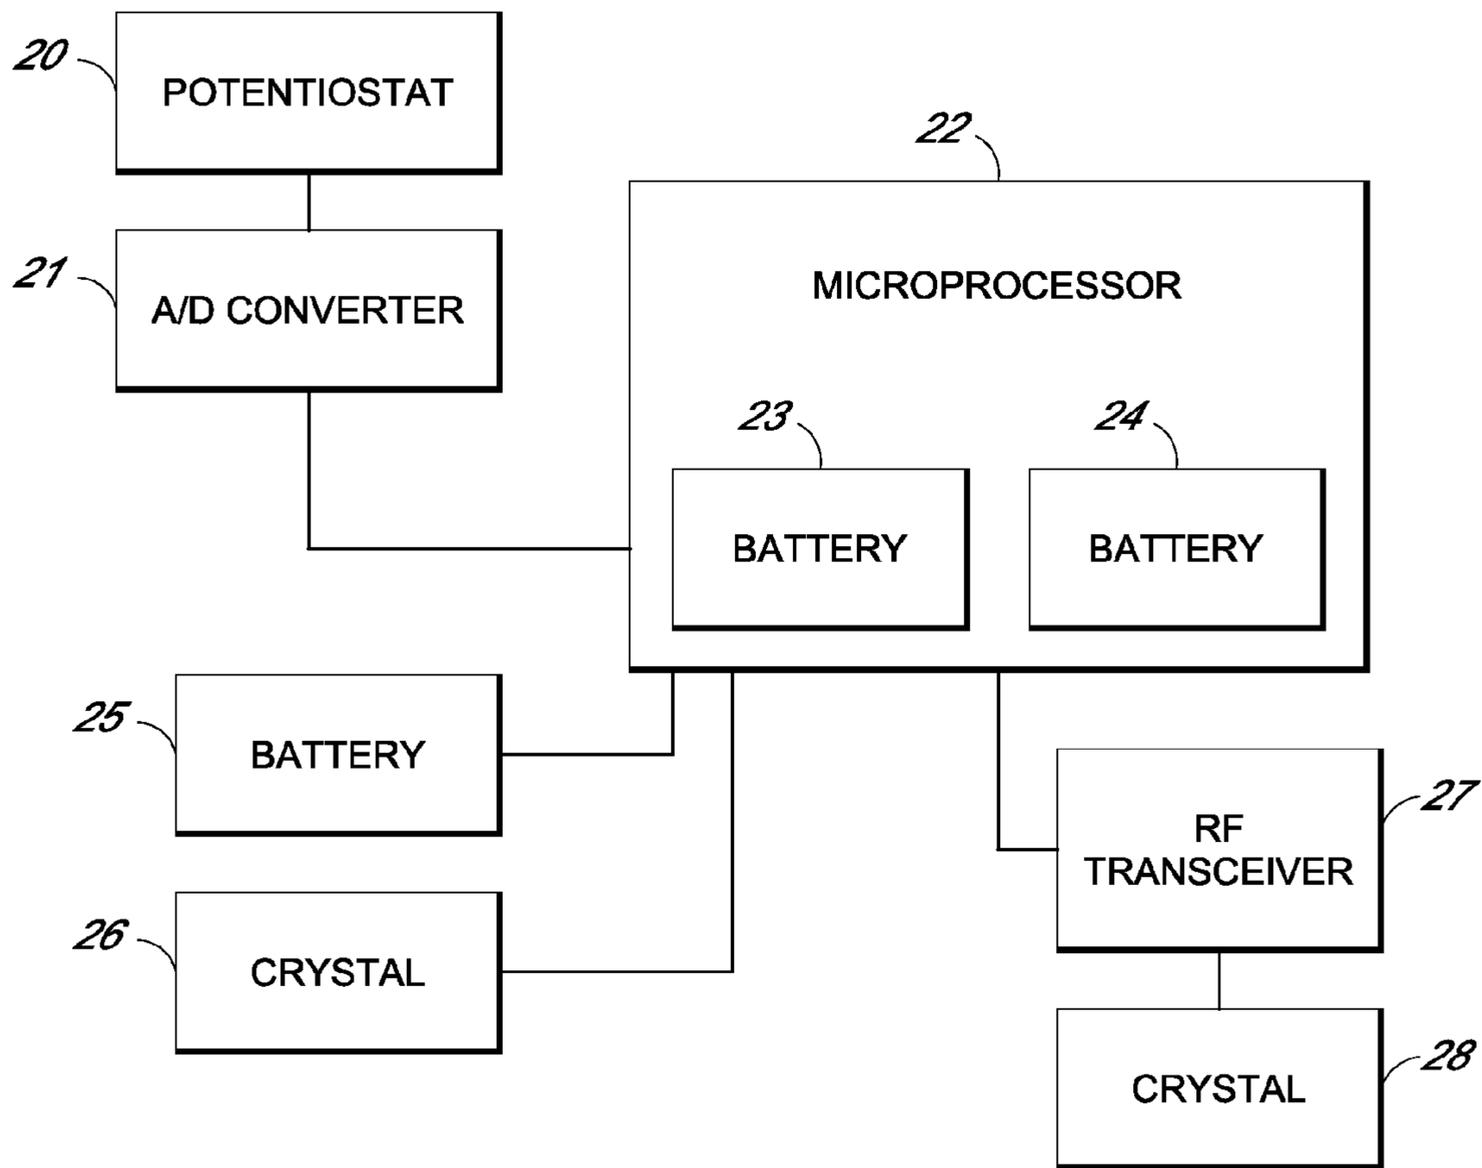 20
POTENTIOSTAT
22
21
A/D CONVERTER
MICROPROCESSOR
23
24
BATTERY
BATTERY
25
BATTERY
27
RF
TRANSCEIVER
26
CRYSTAL
28
CRYSTAL